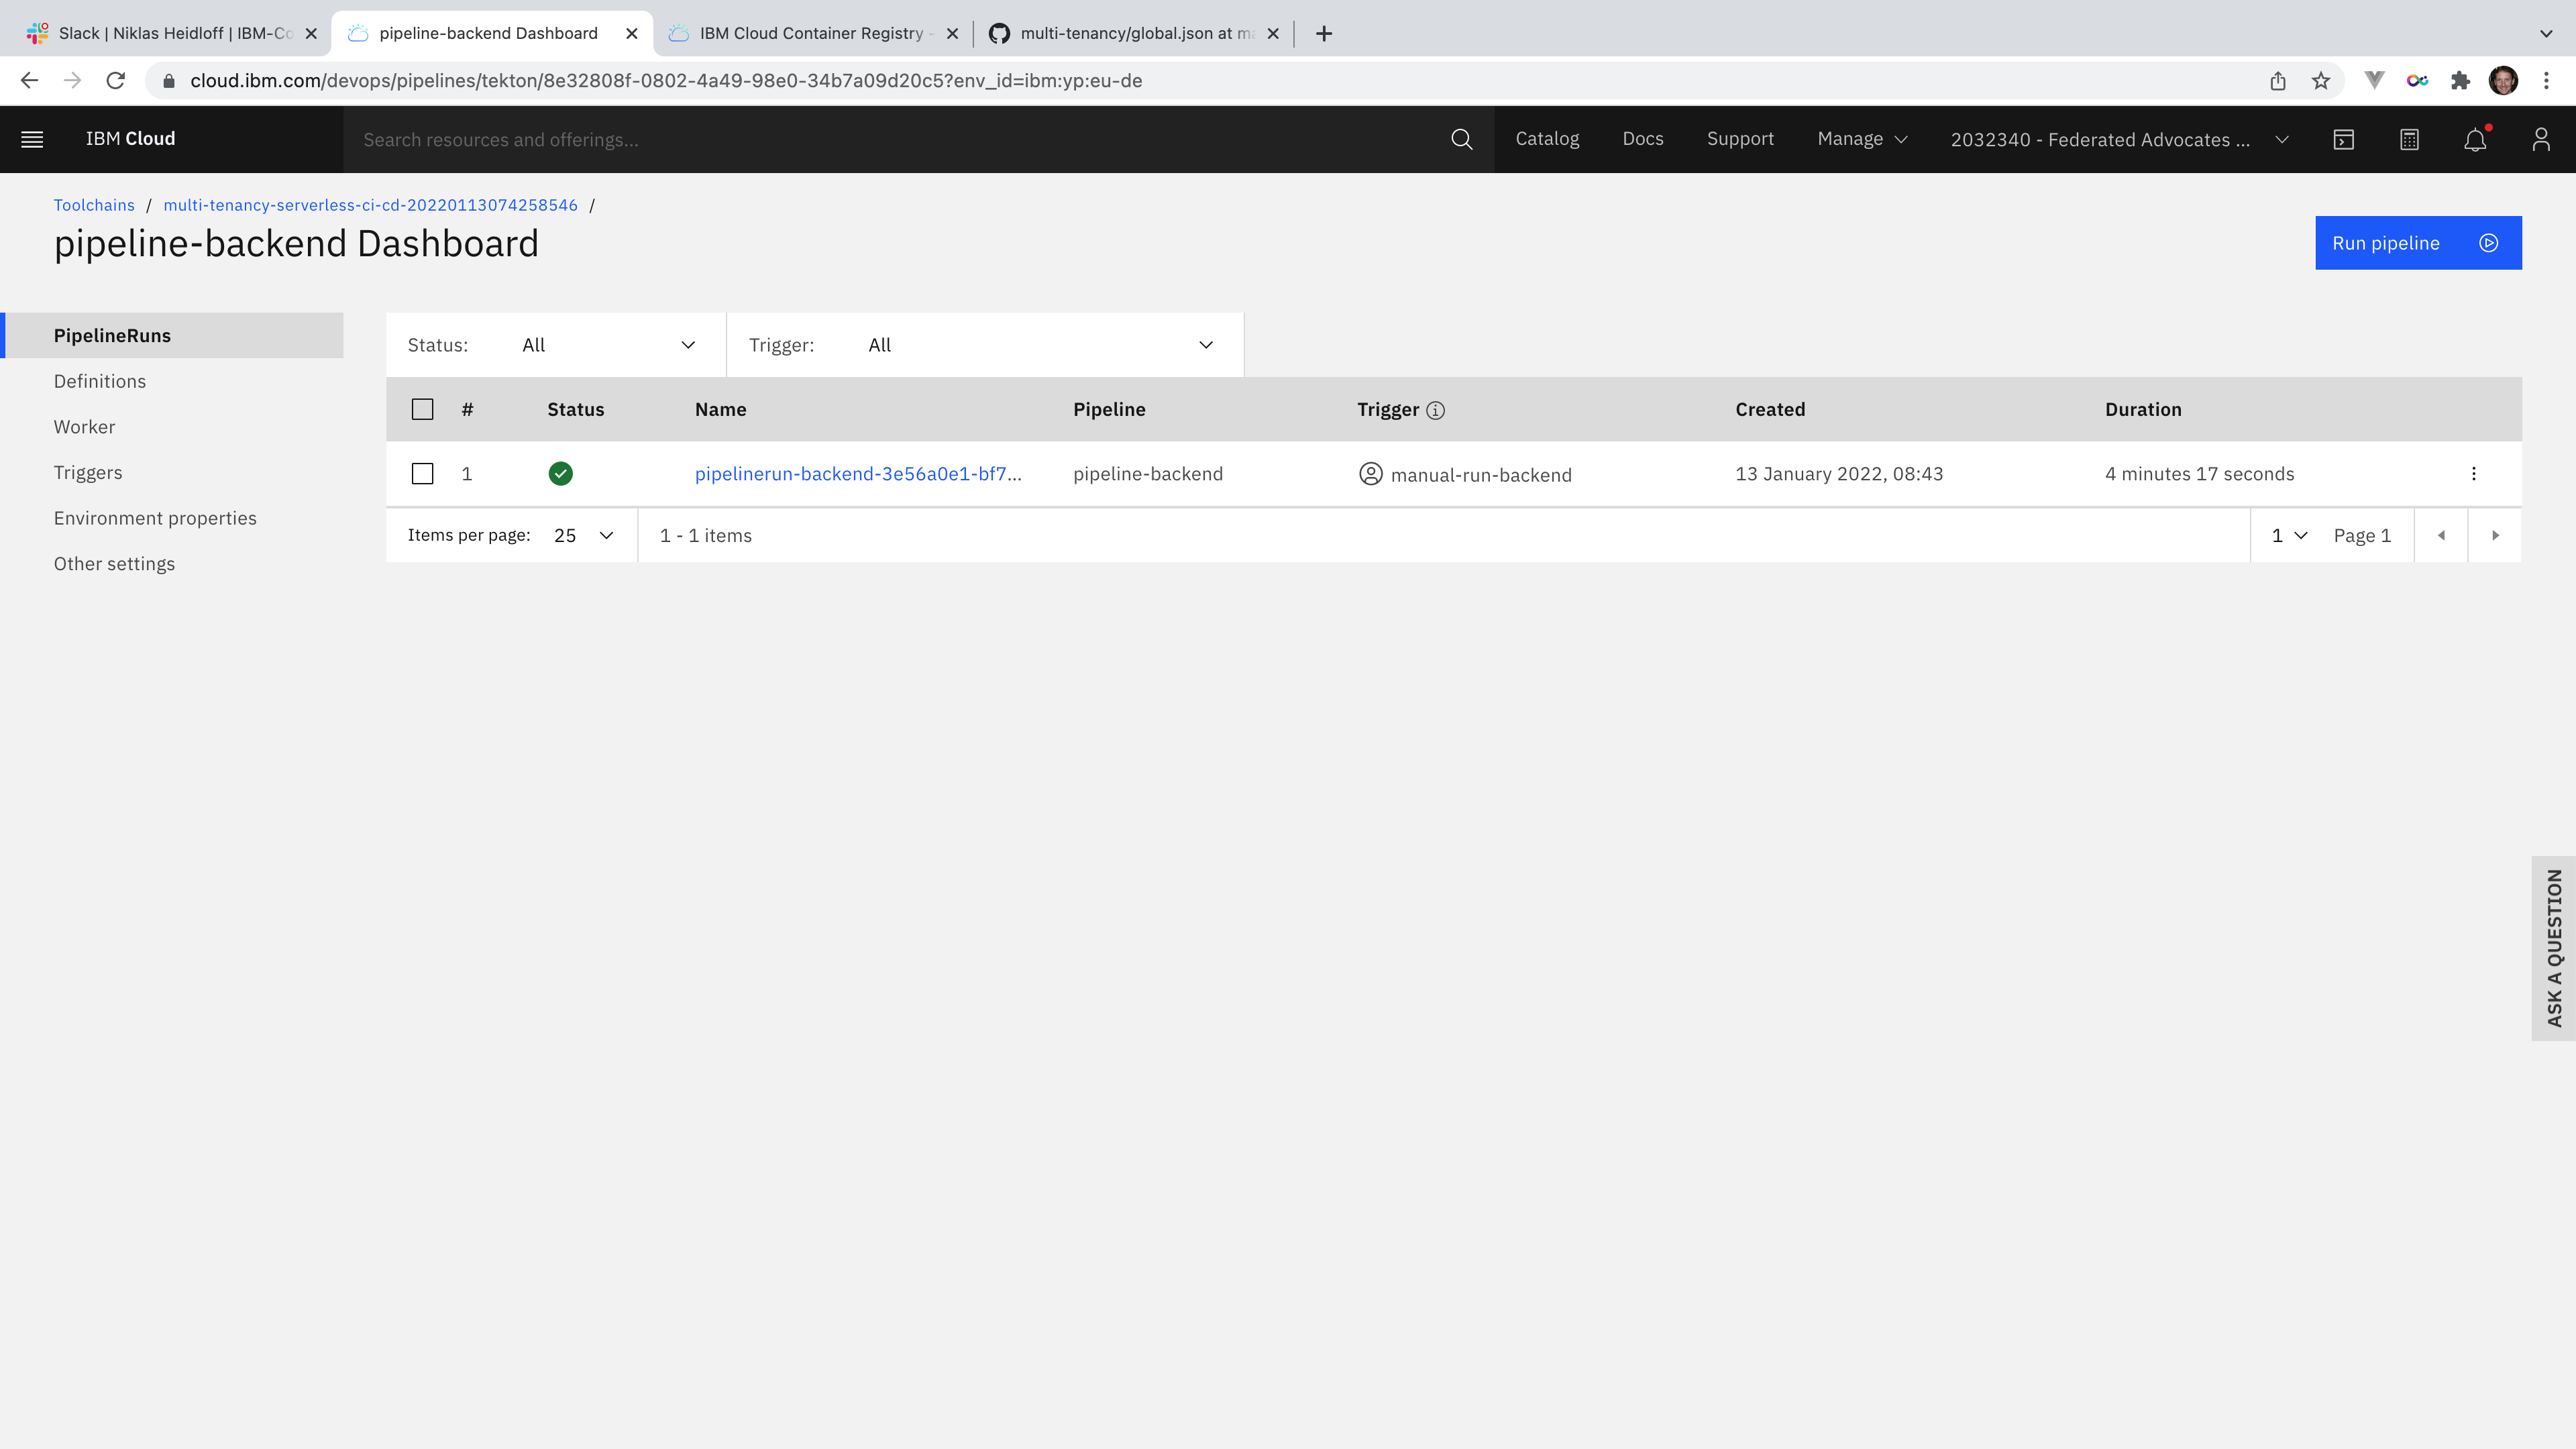 Slack | Niklas Heidloff | IBM-Co
pipeline-backend Dashboard
IBM Cloud Container Registry -
multi-tenancy/global.json at ma
cloud.ibm.com/devops/pipelines/tekton/8e32808f-0802-4a49-98e0-34b7a09d20c5?env_id=ibm:yp:eu-de
IBM Cloud
Search resources and offerings...
Catalog
Docs
Support
Manage
2032340 - Federated Advocates ...
Toolchains / multi-tenancy-serverless-ci-cd-20220113074258546 /
pipeline-backend Dashboard
Run pipeline
PipelineRuns
Definitions
Worker
Triggers
Environment properties
Other settings
Status: All
Trigger: All
# Status Name Pipeline Trigger Created Duration
1 pipelinerun-backend-3e56a0e1-bf7... pipeline-backend manual-run-backend 13 January 2022, 08:43 4 minutes 17 seconds
Items per page: 25 1 - 1 items 1 Page 1
ASK A QUESTION